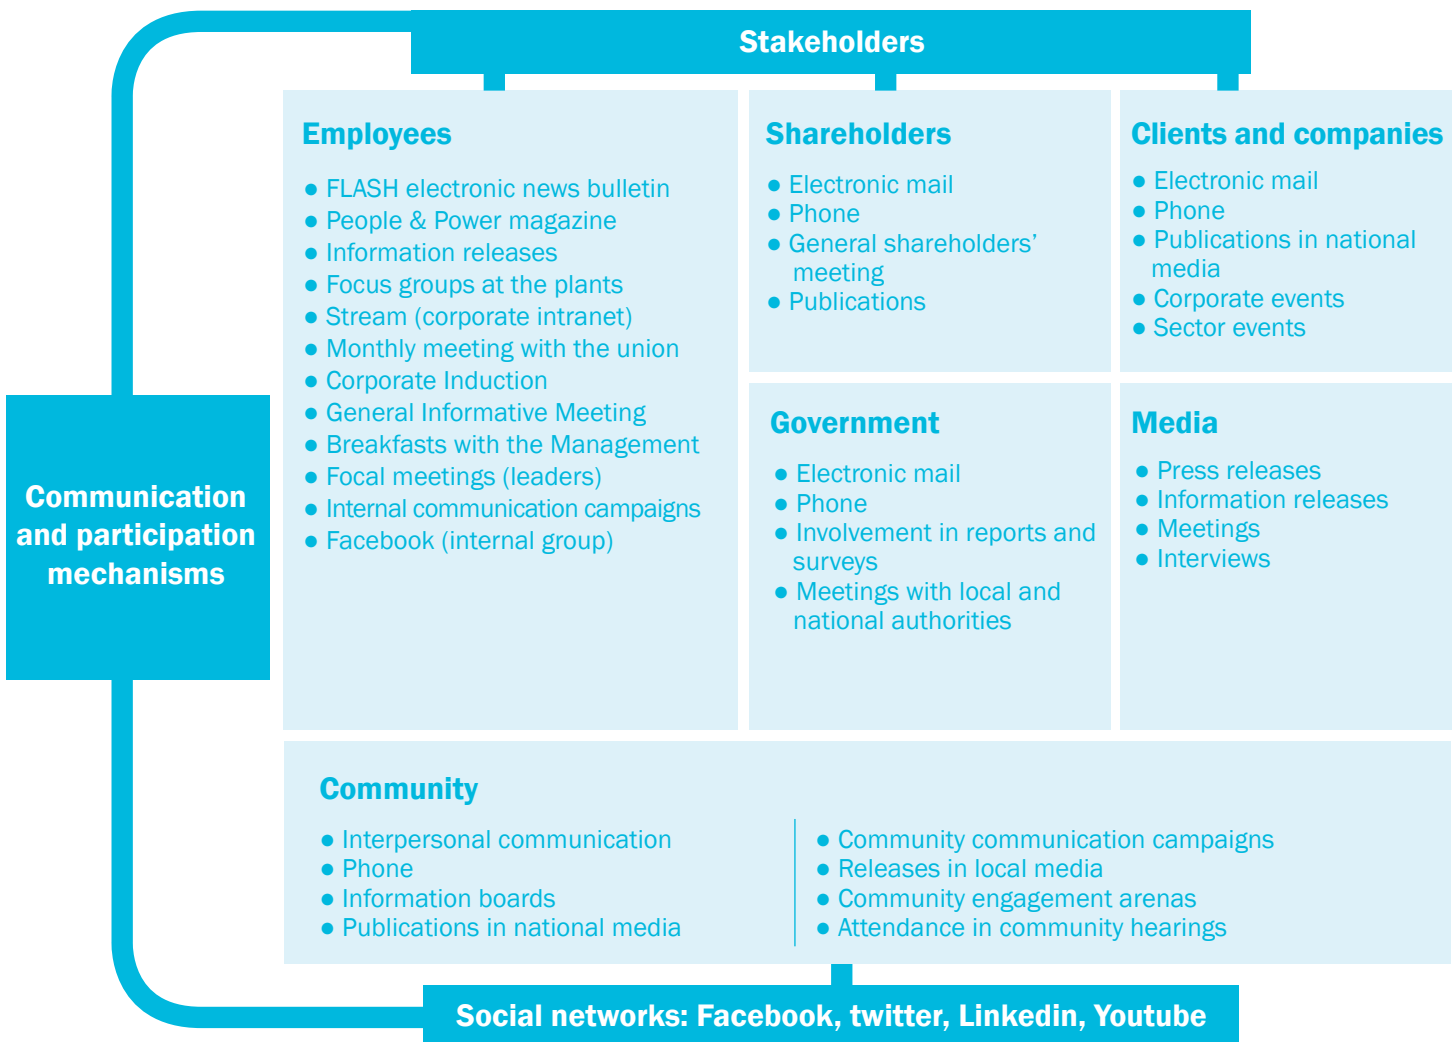 Stakeholders
Communication
and participation
mechanisms
Employees
● FLASH electronic news bulletin
● People & Power magazine
● Information releases
● Focus groups at the plants
● Stream (corporate intranet)
● Monthly meeting with the union
● Corporate Induction
● General Informative Meeting
● Breakfasts with the Management
● Focal meetings (leaders)
● Internal communication campaigns
● Facebook (internal group)
Shareholders
● Electronic mail
● Phone
● General shareholders’
meeting
● Publications
Clients and companies
● Electronic mail
● Phone
● Publications in national
media
● Corporate events
● Sector events
Government
● Electronic mail
● Phone
● Involvement in reports and
surveys
● Meetings with local and
national authorities
Media
● Press releases
● Information releases
● Meetings
● Interviews
Community
● Interpersonal communication
● Phone
● Information boards
● Publications in national media
● Community communication campaigns
● Releases in local media
● Community engagement arenas
● Attendance in community hearings
Social networks: Facebook, twitter, Linkedin, Youtube